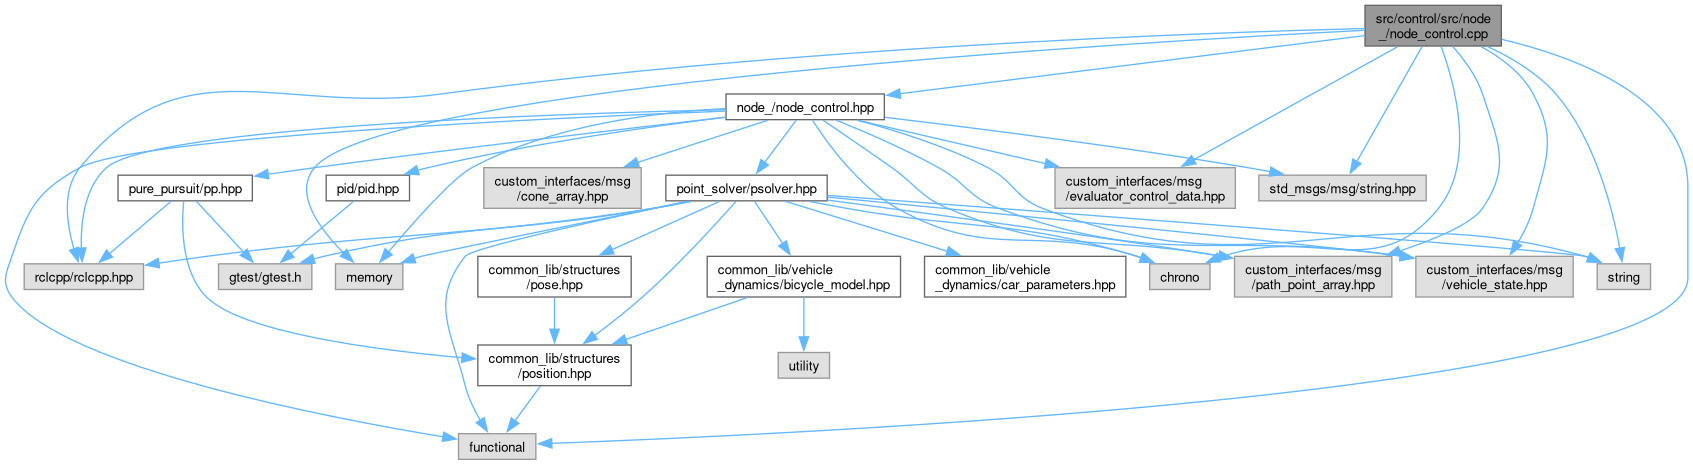 src/control/src/node
_/node_control.cpp
node_/node_control.hpp
pure_pursuit/pp.hpp
pid/pid.hpp
custom_interfaces/msg
/cone_array.hpp
point_solver/psolver.hpp
custom_interfaces/msg
/evaluator_control_data.hpp
std_msgs/msg/string.hpp
rclcpp/rclcpp.hpp
gtest/gtest.h
memory
common_lib/structures
/pose.hpp
common_lib/vehicle
_dynamics/bicycle_model.hpp
common_lib/vehicle
_dynamics/car_parameters.hpp
chrono
custom_interfaces/msg
/path_point_array.hpp
custom_interfaces/msg
/vehicle_state.hpp
string
common_lib/structures
/position.hpp
utility
functional